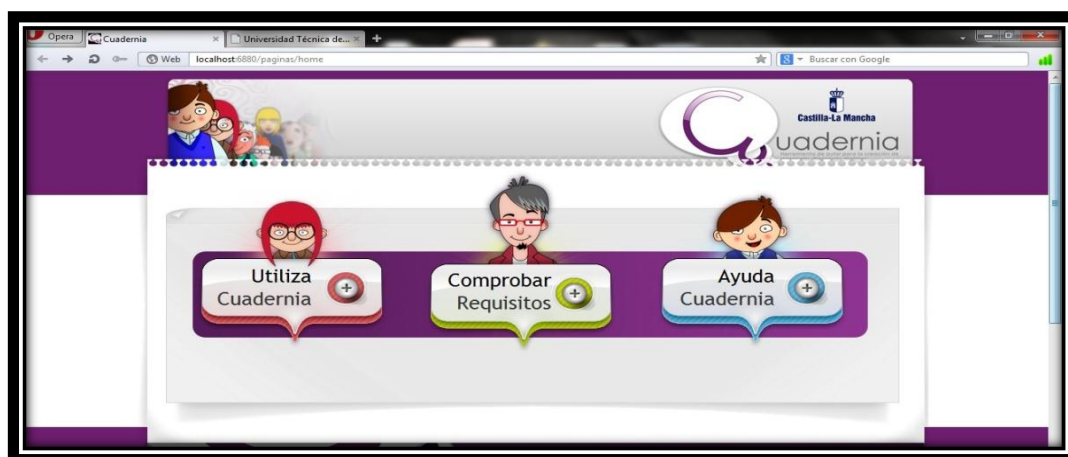 Opera
Cuadernia
Universidad Técnica de...
Web
localhost:6880/paginas/home
Buscar con Google
Castilla-La Mancha
Cuadernia
Utiliza
Cuadernia
Comprobar
Requisitos
Ayuda
Cuadernia